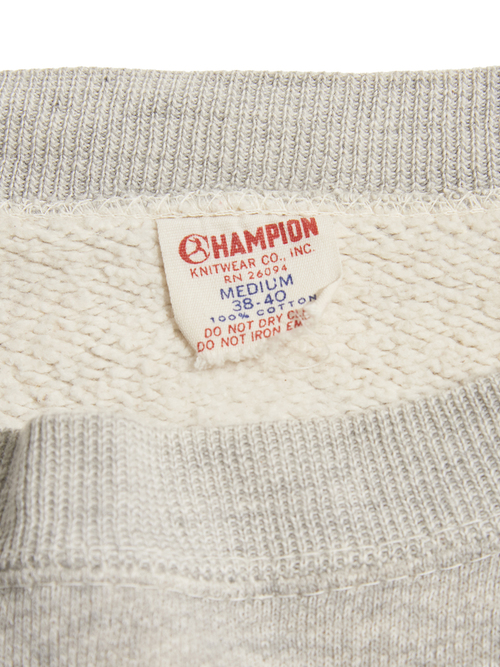 CHAMPION
KNITWEAR CO., INC.
RN 26094
MEDIUM
38-40
100% COTTON
DO NOT DRY
DO NOT IRON